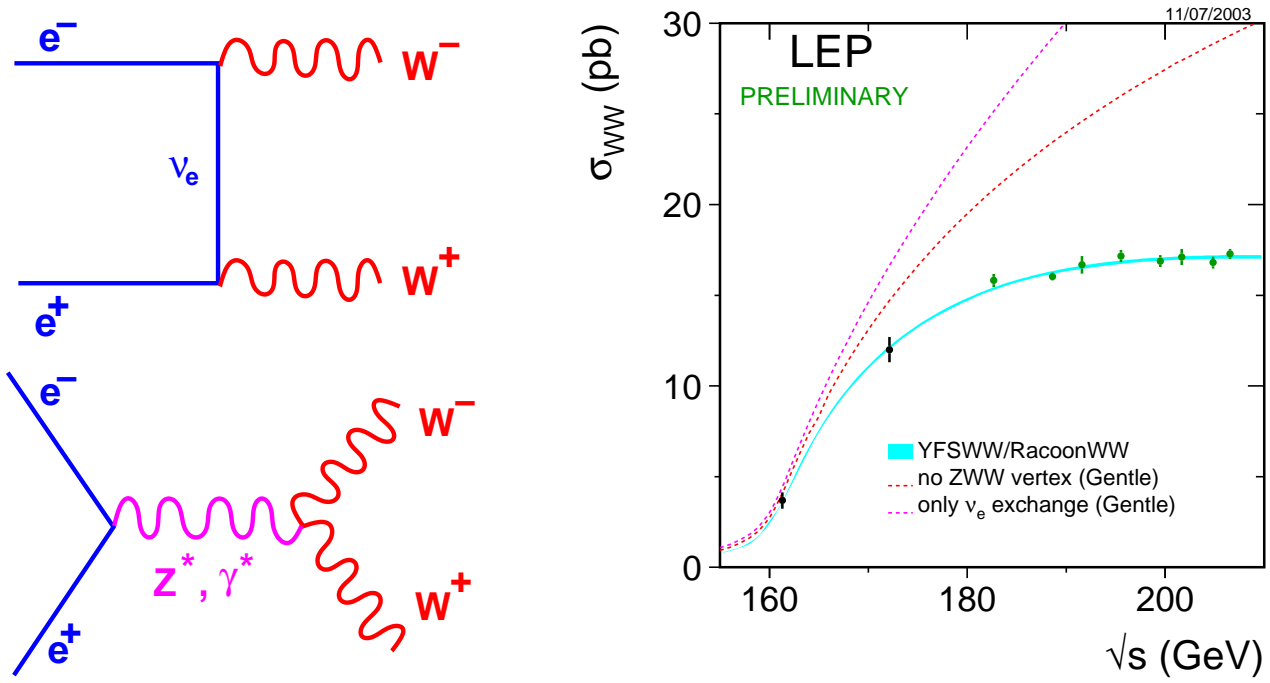 e−
W−
νe
W+
e+
e−
W−
Z*, γ*
W+
e+
11/07/2003
LEP
PRELIMINARY
σWW (pb)
30
20
10
0
YFSWW/RacoonWW
no ZWW vertex (Gentle)
only νe exchange (Gentle)
160
180
200
√s (GeV)